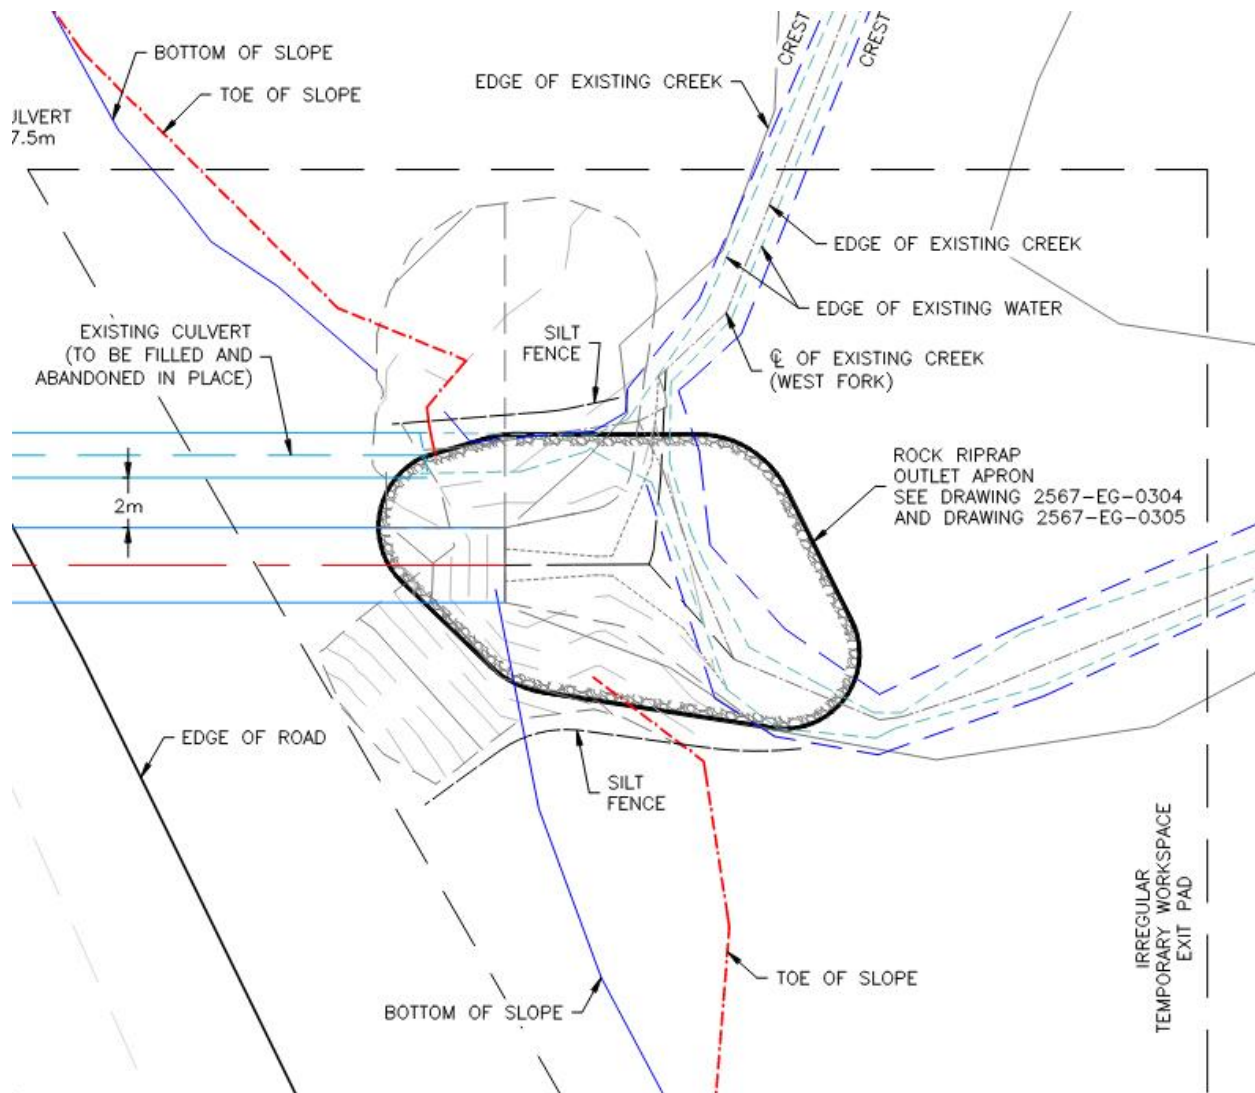 BOTTOM OF SLOPE
TOE OF SLOPE
7.5m
CREST
CREST
EDGE OF EXISTING CREEK
EDGE OF EXISTING CREEK
EDGE OF EXISTING WATER
EXISTING CULVERT
(TO BE FILLED AND
ABANDONED IN PLACE)
SILT
FENCE
℄ OF EXISTING CREEK
(WEST FORK)
2m
ROCK RIPRAP
OUTLET APRON
SEE DRAWING 2567-EG-0304
AND DRAWING 2567-EG-0305
EDGE OF ROAD
SILT
FENCE
IRREGULAR
TEMPORARY WORKSPACE
EXIT PAD
TOE OF SLOPE
BOTTOM OF SLOPE